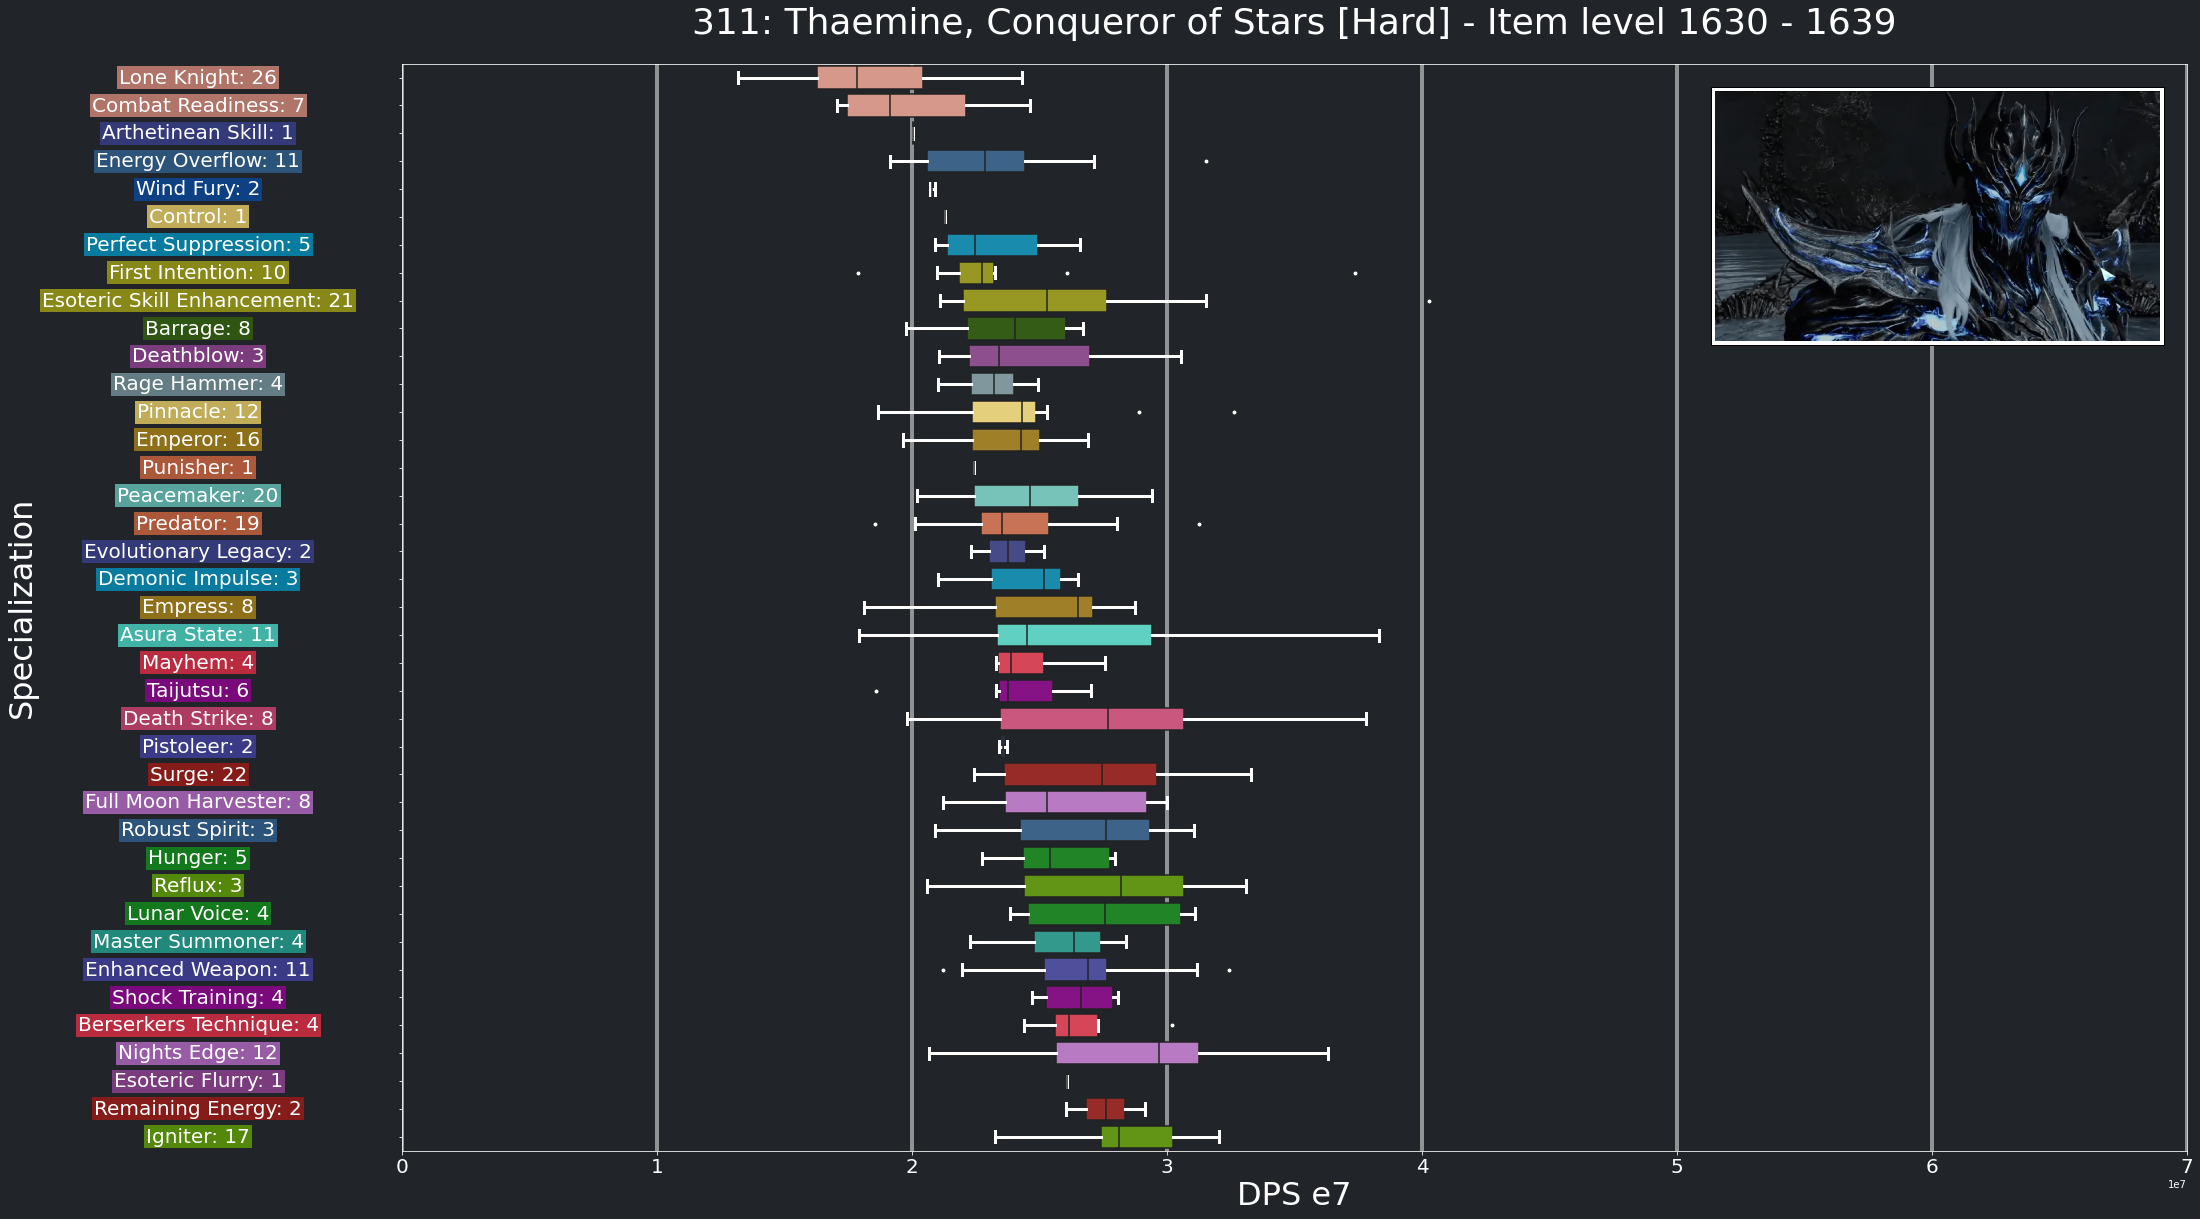 311: Thaemine, Conqueror of Stars [Hard] - Item level 1630 - 1639
Specialization
Lone Knight: 26
Combat Readiness: 7
Arthetinean Skill: 1
Energy Overflow: 11
Wind Fury: 2
Control: 1
Perfect Suppression: 5
First Intention: 10
Esoteric Skill Enhancement: 21
Barrage: 8
Deathblow: 3
Rage Hammer: 4
Pinnacle: 12
Emperor: 16
Punisher: 1
Peacemaker: 20
Predator: 19
Evolutionary Legacy: 2
Demonic Impulse: 3
Empress: 8
Asura State: 11
Mayhem: 4
Taijutsu: 6
Death Strike: 8
Pistoleer: 2
Surge: 22
Full Moon Harvester: 8
Robust Spirit: 3
Hunger: 5
Reflux: 3
Lunar Voice: 4
Master Summoner: 4
Enhanced Weapon: 11
Shock Training: 4
Berserkers Technique: 4
Nights Edge: 12
Esoteric Flurry: 1
Remaining Energy: 2
Igniter: 17
0 1 2 3 4 5 6 7
1e7
DPS e7